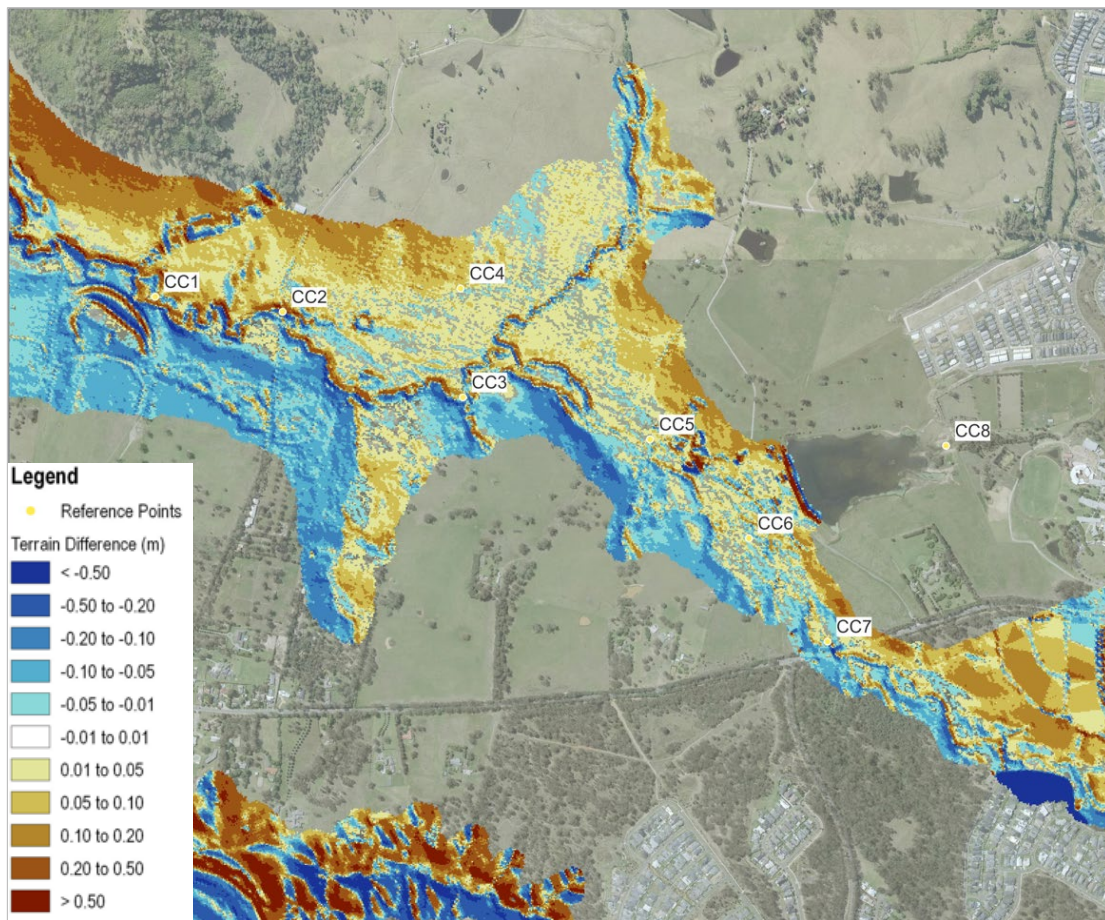 CC1
CC2
CC4
CC3
CC5
CC8
CC6
CC7
Legend
Reference Points
Terrain Difference (m)
< -0.50
-0.50 to -0.20
-0.20 to -0.10
-0.10 to -0.05
-0.05 to -0.01
-0.01 to 0.01
0.01 to 0.05
0.05 to 0.10
0.10 to 0.20
0.20 to 0.50
> 0.50